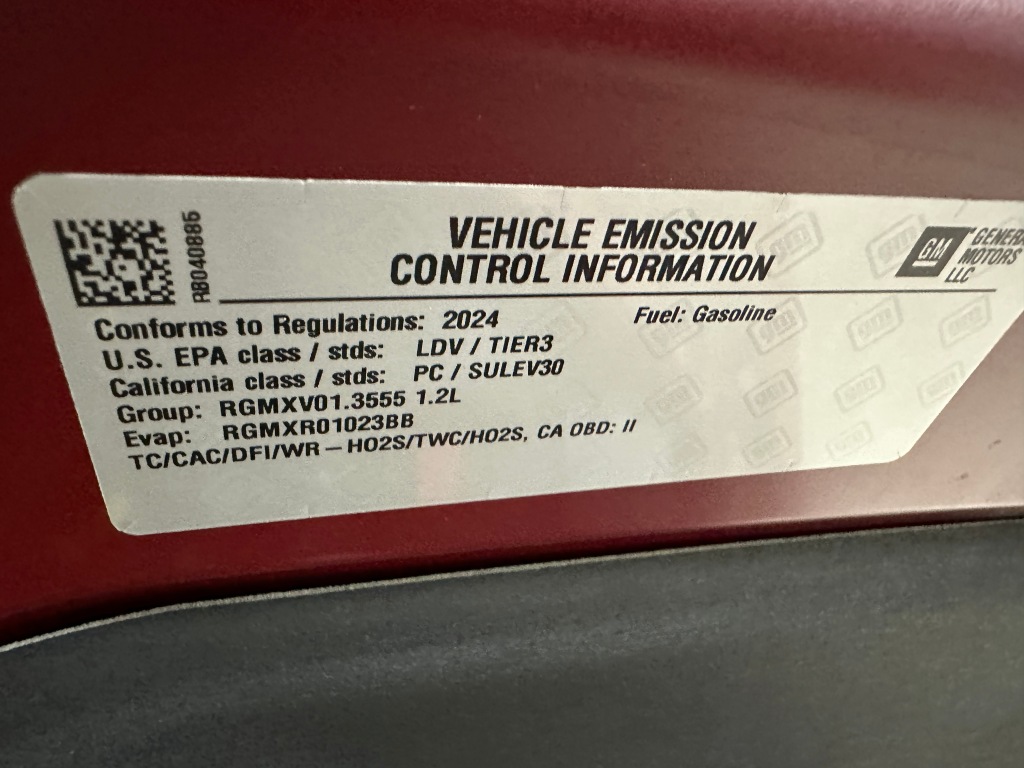 RB040885
VEHICLE EMISSION
CONTROL INFORMATION
GM
GENERA
MOTORS
LLC
Conforms to Regulations: 2024
Fuel: Gasoline
U.S. EPA class / stds: LDV / TIER3
California class / stds: PC / SULEV30
Group: RGMXV01.3555 1.2L
Evap: RGMXR01023BB
TC/CAC/DFI/WR – HO2S/TWC/HO2S, CA OBD: II